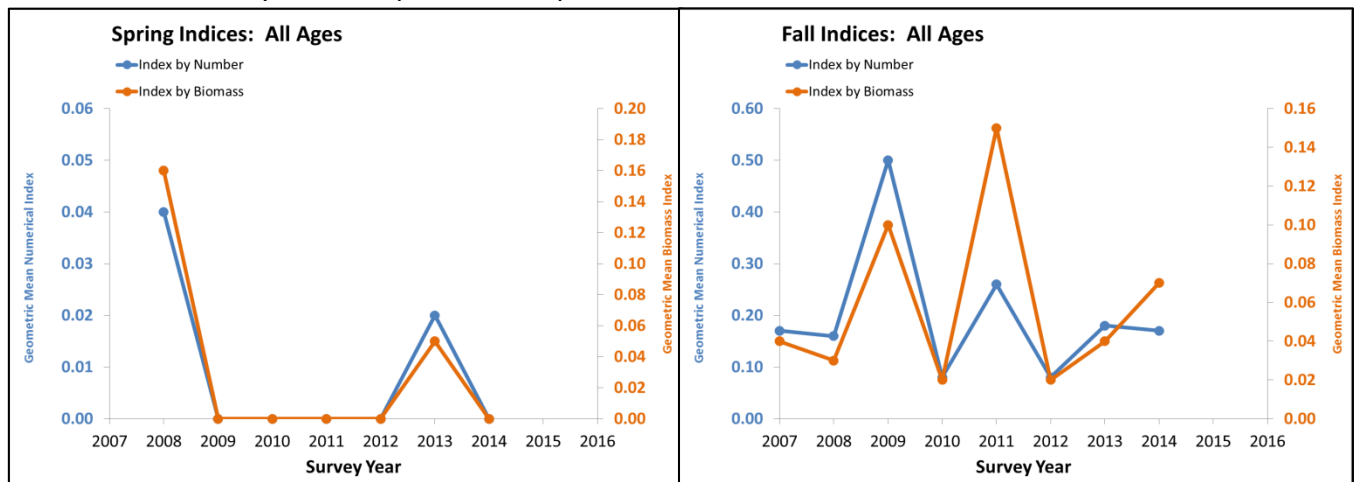 Spring Indices: All Ages
Index by Number
Index by Biomass
Geometric Mean Numerical Index
0.06
0.05
0.04
0.03
0.02
0.01
0.00
0.20
0.18
0.16
0.14
0.12
0.10
0.08
0.06
0.04
0.02
0.00
Geometric Mean Biomass Index
2007 2008 2009 2010 2011 2012 2013 2014 2015 2016
Survey Year
Fall Indices: All Ages
Index by Number
Index by Biomass
Geometric Mean Numerical Index
0.60
0.50
0.40
0.30
0.20
0.10
0.00
0.16
0.14
0.12
0.10
0.08
0.06
0.04
0.02
0.00
Geometric Mean Biomass Index
2007 2008 2009 2010 2011 2012 2013 2014 2015 2016
Survey Year